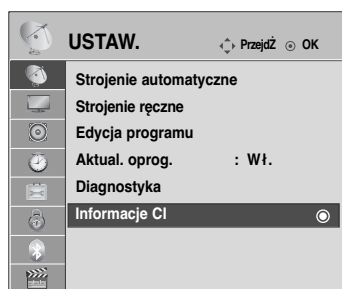 USTAW. PrzejdŹ OK
Strojenie automatyczne
Strojenie ręczne
Edycja programu
Aktual. oprog. : Wł.
Diagnostyka
Informacje CI